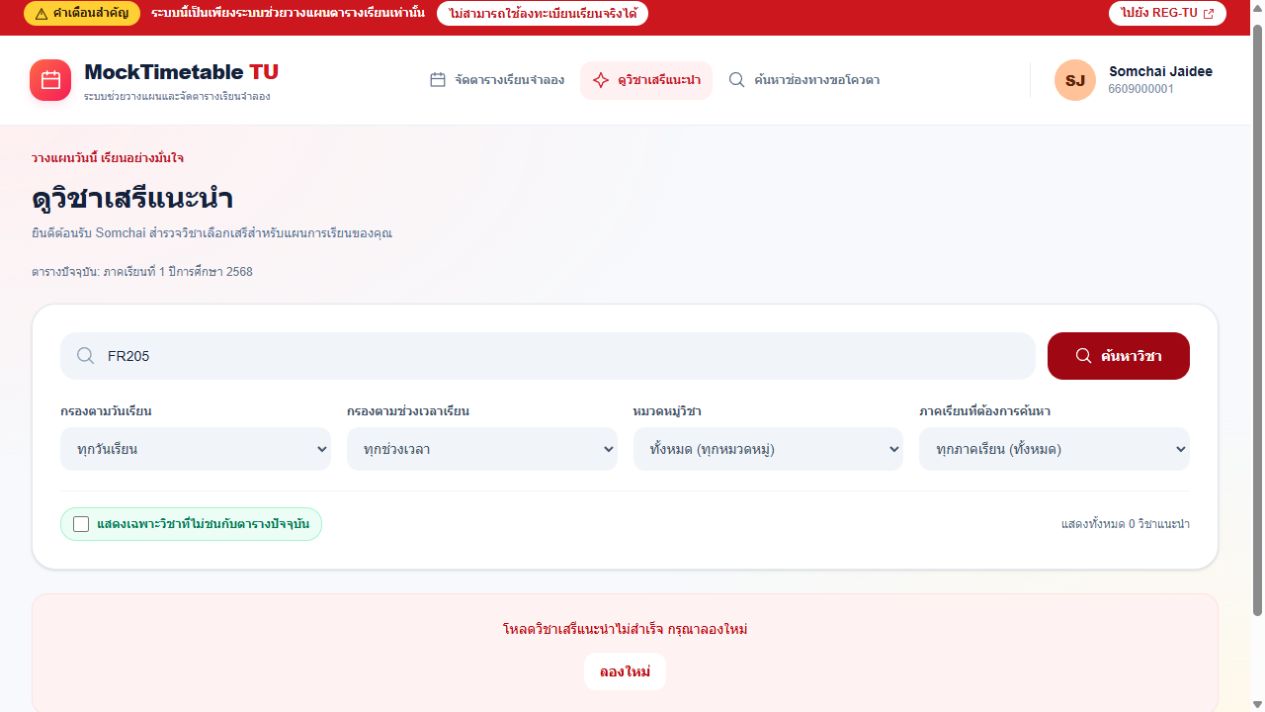 คำเตือนสำคัญ ระบบนี้เป็นเพียงระบบช่วยวางแผนตารางเรียนเท่านั้น ไม่สามารถใช้ลงทะเบียนเรียนจริงได้ ไปยัง REG-TU
MockTimetable TU
ระบบช่วยวางแผนและจัดตารางเรียนจำลอง
จัดตารางเรียนจำลอง ดูวิชาเสรีแนะนำ ค้นหาช่องทางขอโควตา
SJ
Somchai Jaidee
6609000001
วางแผนวันนี้ เรียนอย่างมั่นใจ
ดูวิชาเสรีแนะนำ
ยินดีต้อนรับ Somchai สำรวจวิชาเลือกเสรีสำหรับแผนการเรียนของคุณ
ตารางปัจจุบัน: ภาคเรียนที่ 1 ปีการศึกษา 2568
FR205 ค้นหาวิชา
กรองตามวันเรียน กรองตามช่วงเวลาเรียน หมวดหมู่วิชา ภาคเรียนที่ต้องการค้นหา
ทุกวันเรียน ทุกช่วงเวลา ทั้งหมด (ทุกหมวดหมู่) ทุกภาคเรียน (ทั้งหมด)
แสดงเฉพาะวิชาที่ไม่ชนกับตารางปัจจุบัน แสดงทั้งหมด 0 วิชาแนะนำ
โหลดวิชาเสรีแนะนำไม่สำเร็จ กรุณาลองใหม่
ลองใหม่